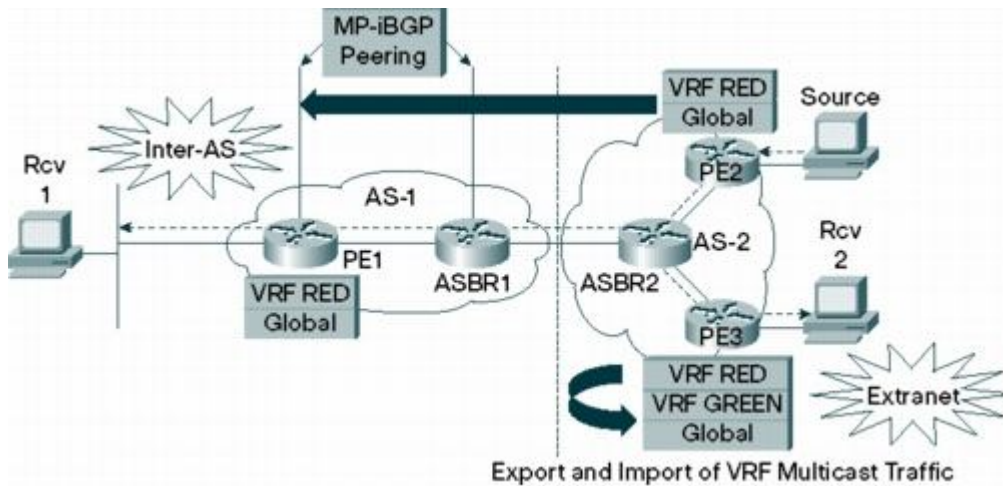 MP-iBGP
Peering
VRF RED
Global
Source
Inter-AS
Rcv
1
PE2
AS-1
Rcv
2
AS-2
PE1
ASBR1
ASBR2
VRF RED
Global
PE3
VRF RED
VRF GREEN
Global
Extranet
Export and Import of VRF Multicast Traffic